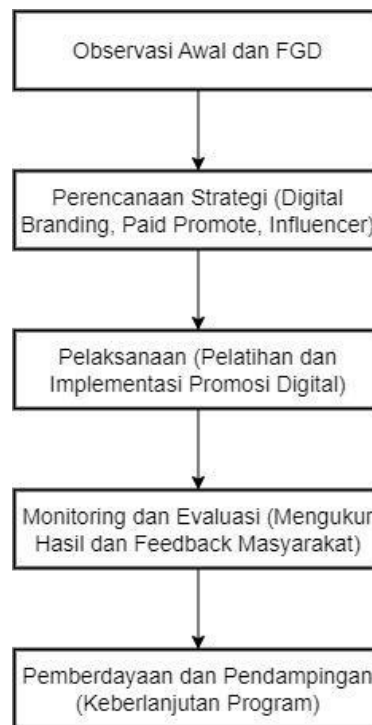 Observasi Awal dan FGD
Perencanaan Strategi (Digital
Branding, Paid Promote, Influencer)
Pelaksanaan (Pelatihan dan
Implementasi Promosi Digital)
Monitoring dan Evaluasi (Mengukur
Hasil dan Feedback Masyarakat)
Pemberdayaan dan Pendampingan
(Keberlanjutan Program)